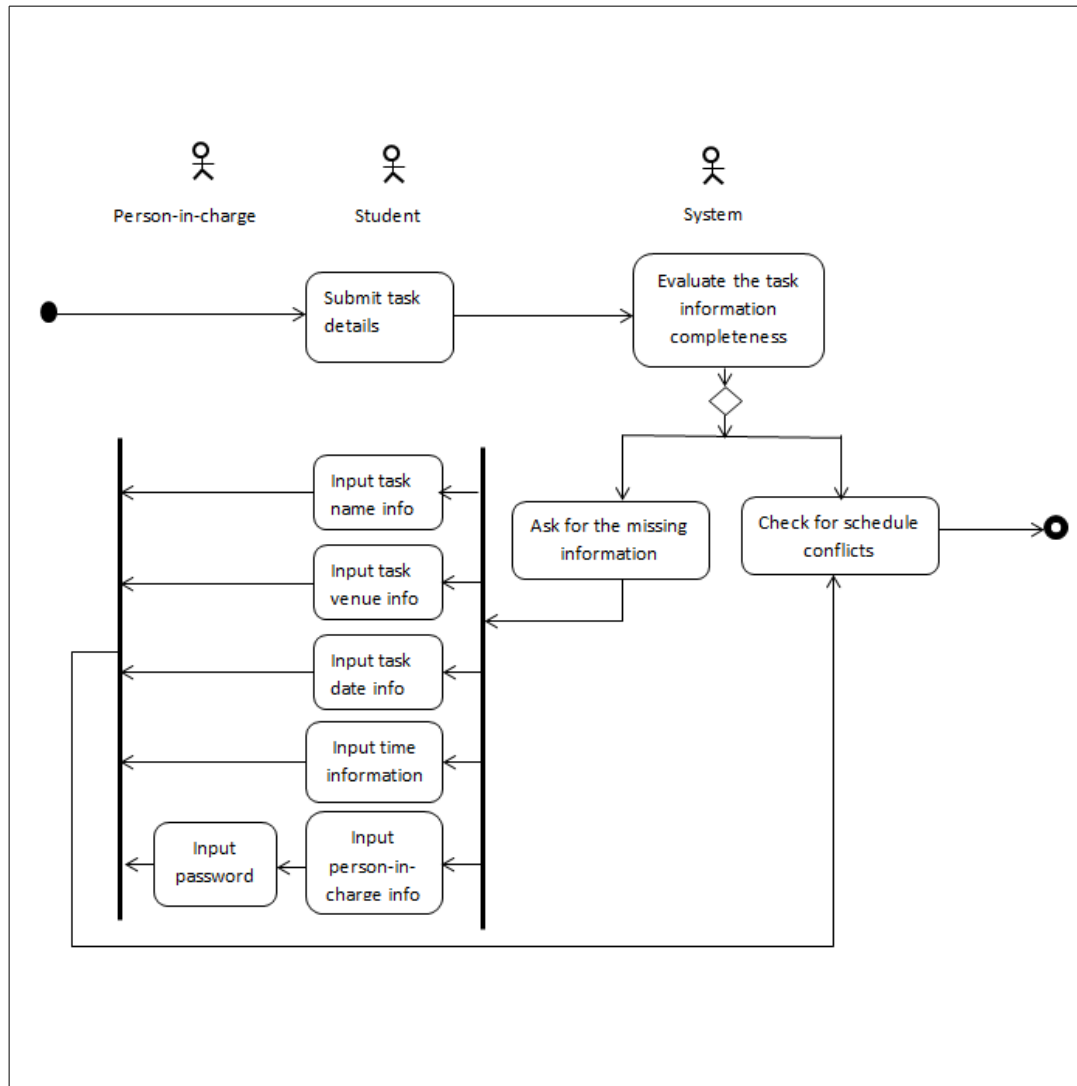 Person-in-charge
Student
System
Submit task
details
Evaluate the task
information
completeness
Input task
name info
Ask for the missing
information
Check for schedule
conflicts
Input task
venue info
Input task
date info
Input time
information
Input
password
Input
person-in-
charge info